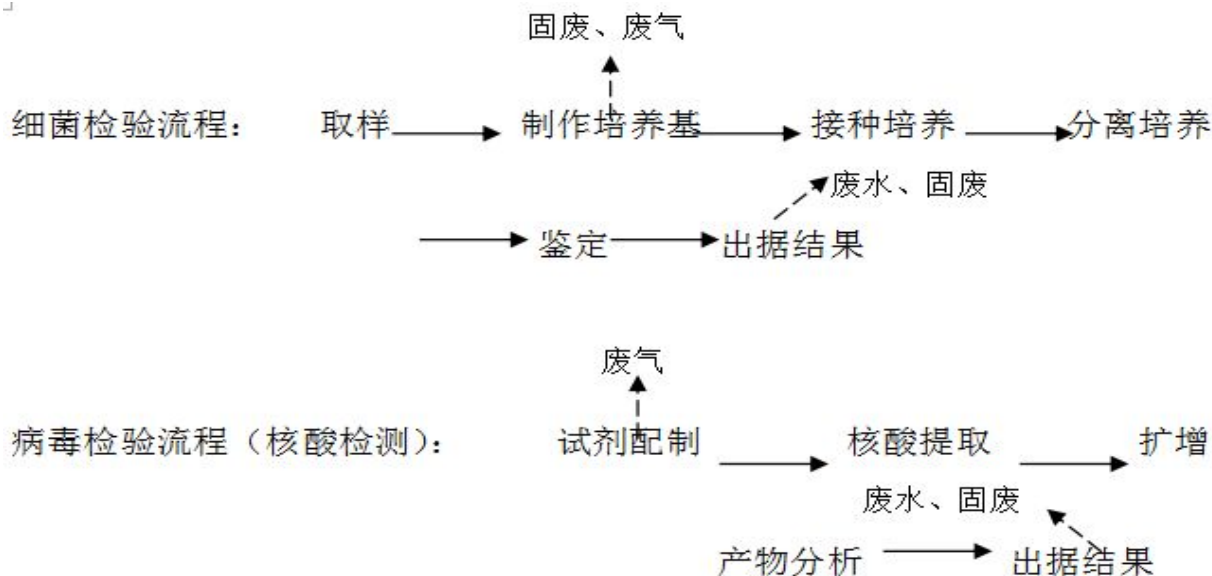 固废、废气
细菌检验流程: 取样 制作培养基 接种培养 分离培养
废水、固废
鉴定 出据结果
废气
病毒检验流程（核酸检测）: 试剂配制 核酸提取 扩增
废水、固废
产物分析 出据结果